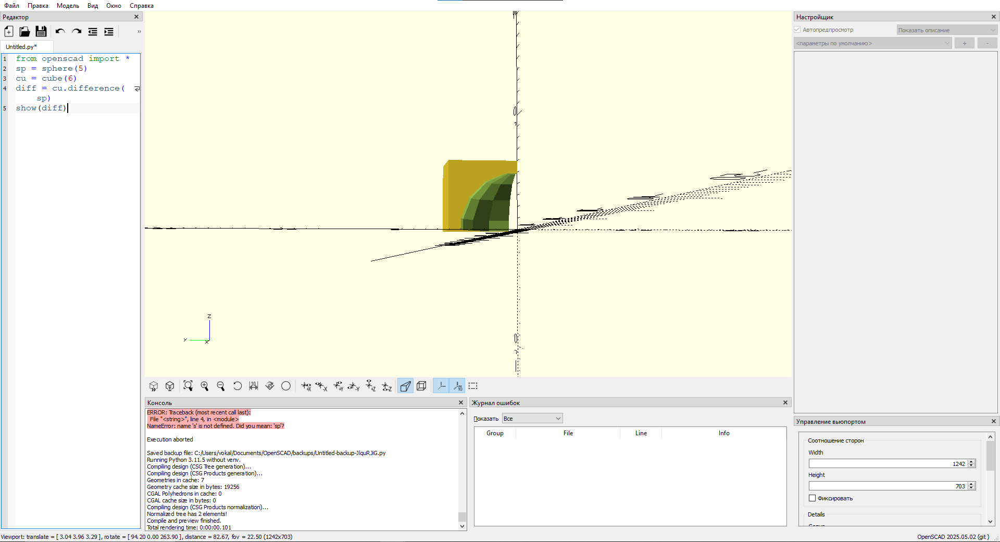 Файл Правка Модель Вид Окно Справка
Редактор
Untitled.py*
1 from openscad import *
2 sp = sphere(5)
3 cu = cube(6)
4 diff = cu.difference(
sp)
5 show(diff)
Z
Y
X
Консоль
ERROR: Traceback (most recent call last):
File "<string>", line 4, in <module>
NameError: name 's' is not defined. Did you mean: 'sp'?
Execution aborted
Saved backup file: C:/Users/vokal/Documents/OpenSCAD/backups/Untitled-backup-JlquRJiG.py
Running Python 3.11.5 without venv.
Compiling design (CSG Tree generation)...
Compiling design (CSG Products generation)...
Geometries in cache: 7
Geometry cache size in bytes: 19256
CGAL Polyhedrons in cache: 0
CGAL cache size in bytes: 0
Compiling design (CSG Products normalization)...
Normalized tree has 2 elements!
Compile and preview finished.
Total rendering time: 0:00:00.101
Журнал ошибок
Показать Все
Group File Line Info
Настройщик
Автопредпросмотр Показать описание
<параметры по умолчанию> + -
Управление вьюпортом
Соотношение сторон
Width
1242
Height
703
Фиксировать
Details
Viewport: translate = [ 3.04 3.96 3.29 ], rotate = [ 94.20 0.00 263.90 ], distance = 82.67, fov = 22.50 (1242x703)
OpenSCAD 2025.05.02 (git )